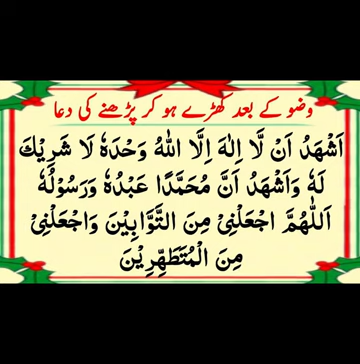 وضو کے بعد کھڑے ہو کر پڑھنے کی دعا
اَشْهَدُ اَنْ لَّا اِلٰهَ اِلَّا اللّٰهُ وَحْدَهٗ لَا شَرِيْكَ
لَهٗ وَاَشْهَدُ اَنَّ مُحَمَّدًا عَبْدُهٗ وَرَسُوْلُهٗ
اَللّٰهُمَّ اجْعَلْنِيْ مِنَ التَّوَّابِيْنَ وَاجْعَلْنِيْ
مِنَ الْمُتَطَهِّرِيْنَ